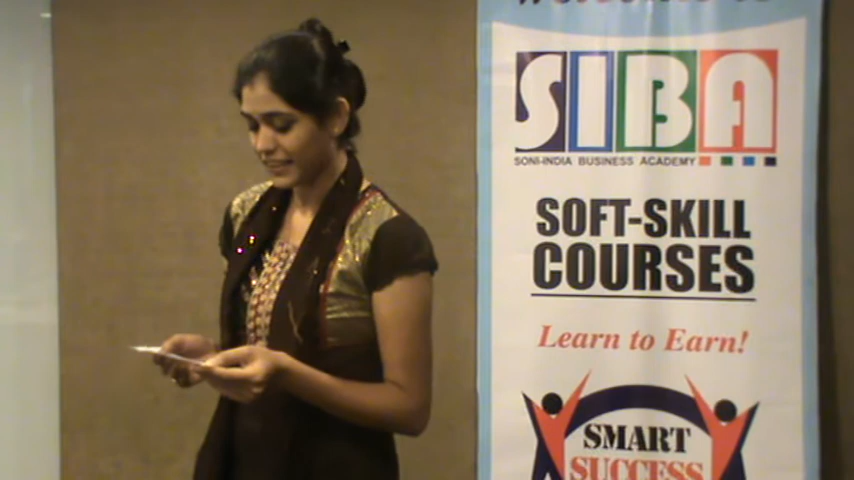 SIBA
SONI-INDIA BUSINESS ACADEMY
SOFT-SKILL
COURSES
Learn to Earn!
SMART
SUCCESS